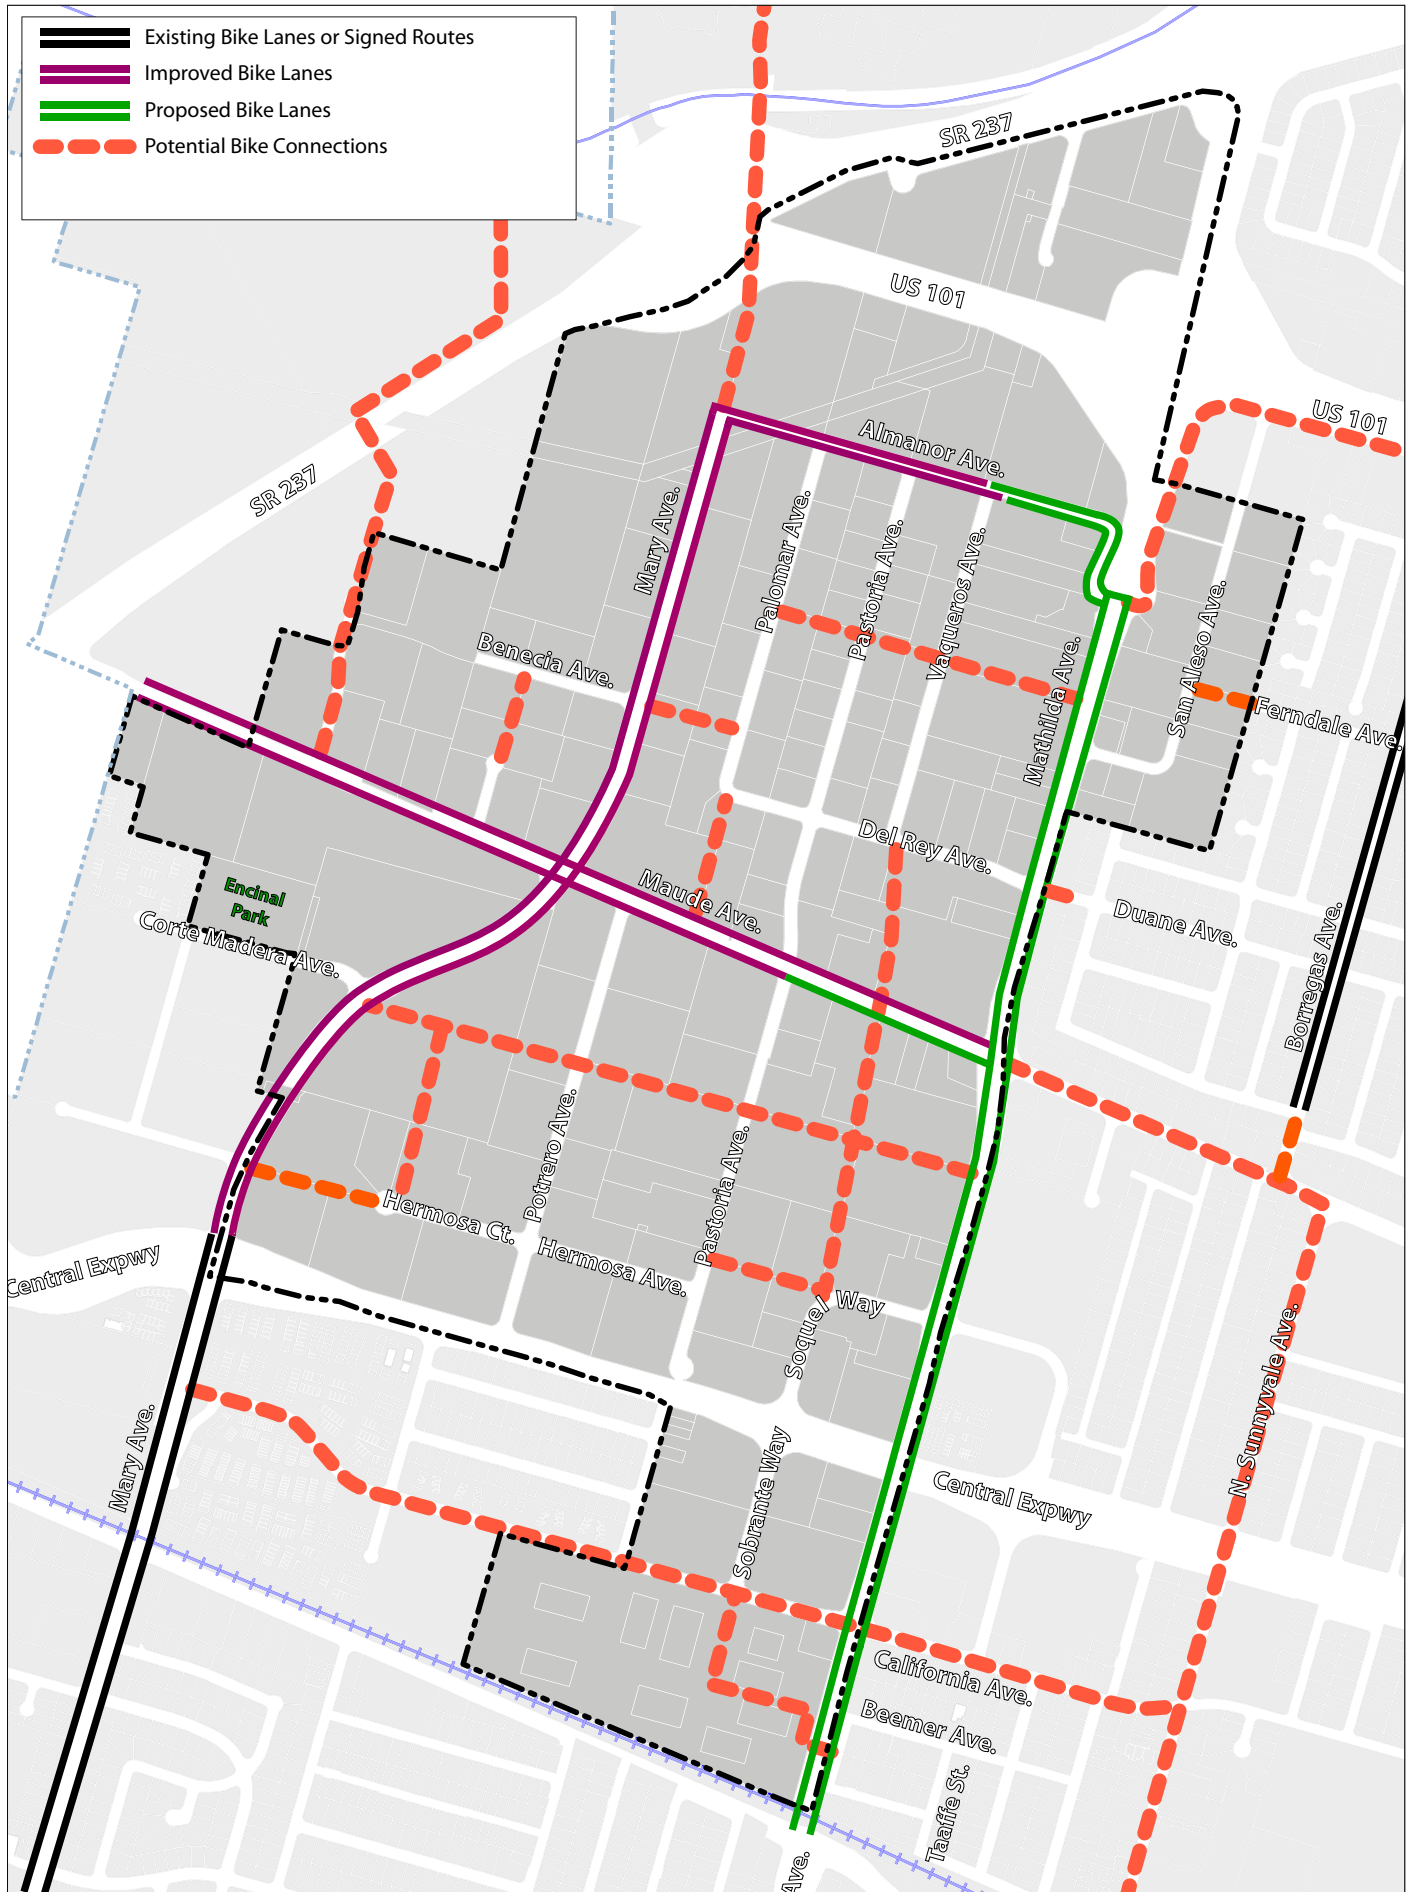 Existing Bike Lanes or Signed Routes
Improved Bike Lanes
Proposed Bike Lanes
Potential Bike Connections
SR 237
US 101
US 101
Almanor Ave.
SR 237
Mary Ave.
Palomar Ave.
Pastoria Ave.
Vaqueros Ave.
San Aleso Ave.
Benecia Ave.
Mathilda Ave.
Ferndale Ave.
Del Rey Ave.
Maude Ave.
Encinal
Park
Corte Madera Ave.
Duane Ave.
Borregas Ave.
Potrero Ave.
Pastoria Ave.
Hermosa Ct.
Hermosa Ave.
Central Expwy
Soquel Way
N. Sunnyvale Ave.
Mary Ave.
Sobrante Way
Central Expwy
California Ave.
Beemer Ave.
Taaffe St.
Ave.